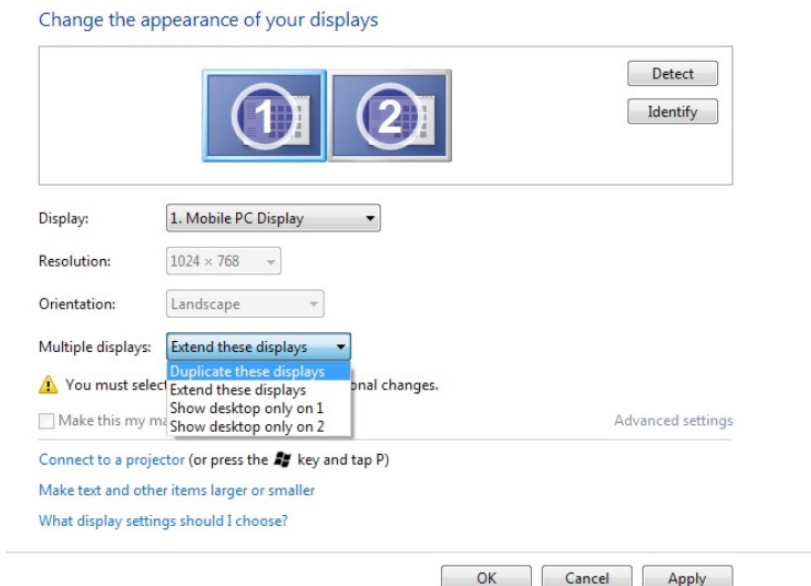 Change the appearance of your displays
1 2
Detect
Identify
Display: 1. Mobile PC Display
Resolution: 1024 × 768
Orientation: Landscape
Multiple displays: Extend these displays
Duplicate these displays
You must select onal changes.
Extend these displays
Show desktop only on 1
Make this my ma Advanced settings
Show desktop only on 2
Connect to a projector (or press the key and tap P)
Make text and other items larger or smaller
What display settings should I choose?
OK Cancel Apply